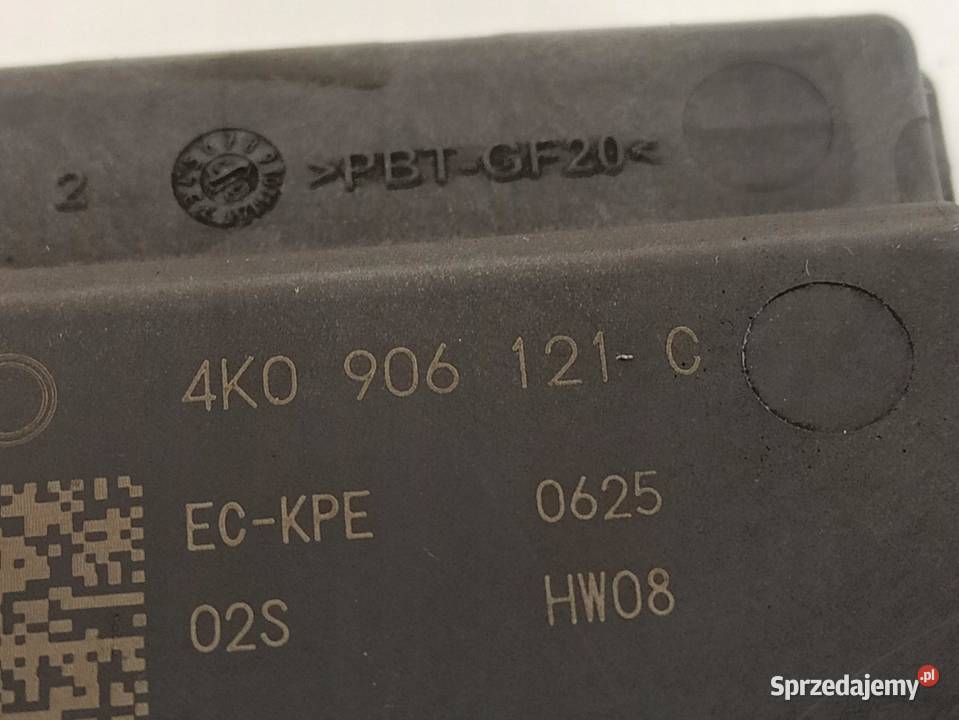 2 >PBT-GF20<
4K0 906 121- C
EC-KPE 0625
02S HW08
Sprzedajemy.pl